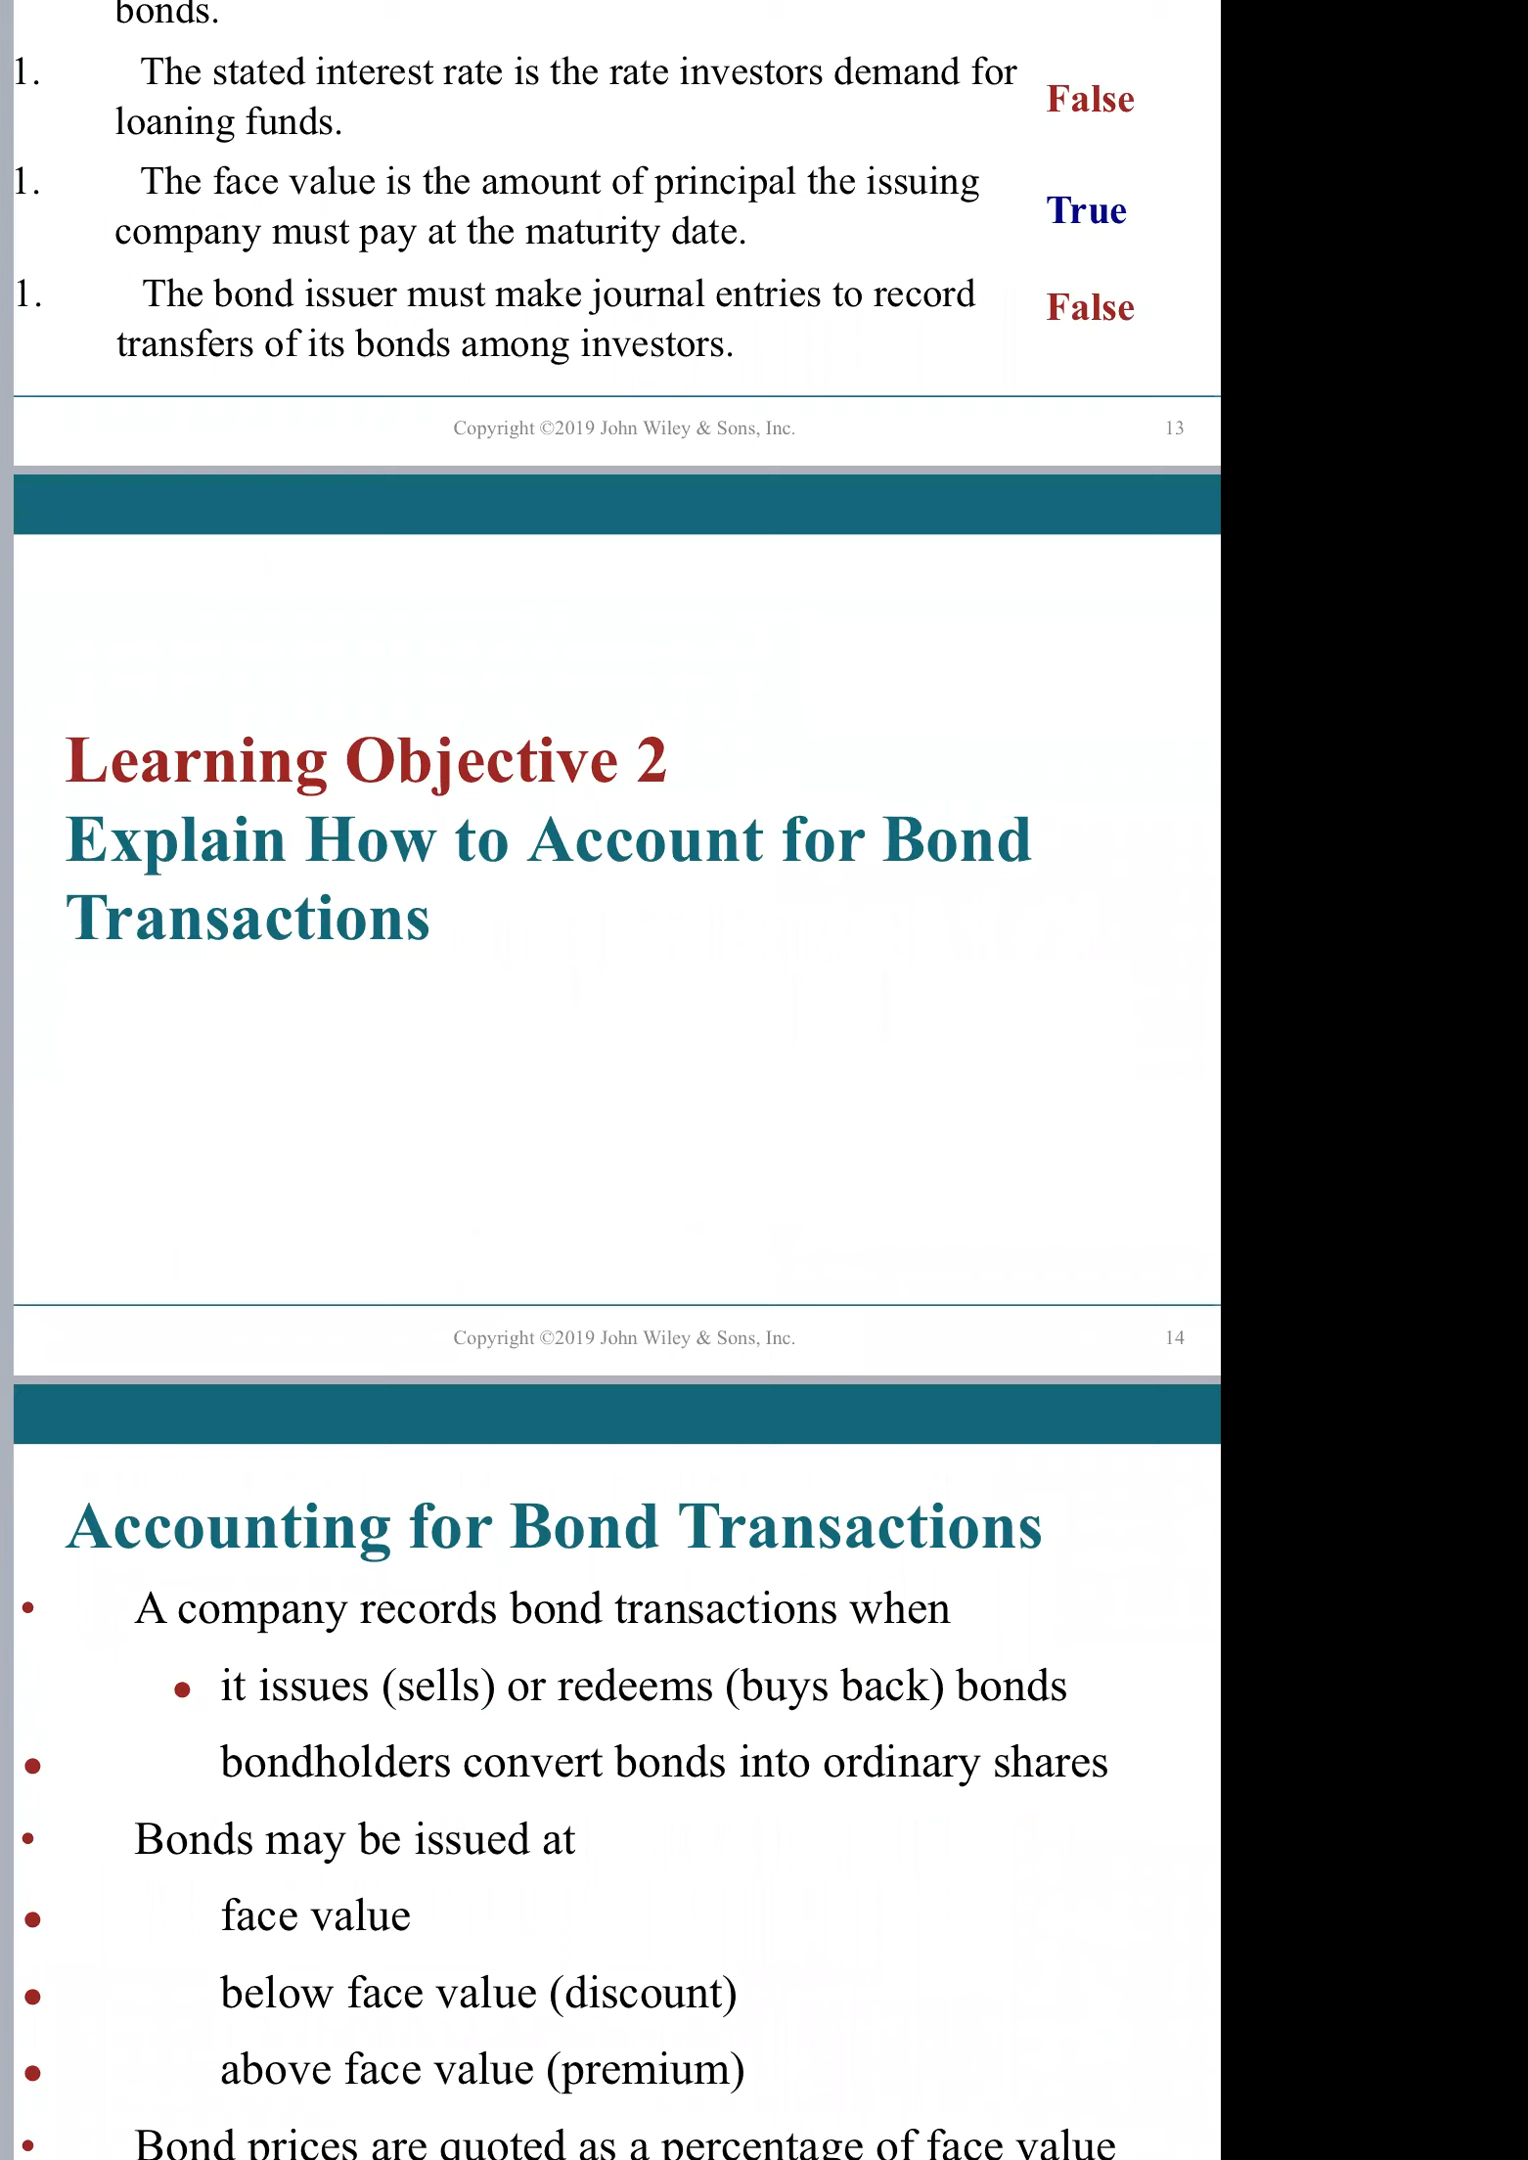 bonds.
1. The stated interest rate is the rate investors demand for
loaning funds.
False
1. The face value is the amount of principal the issuing
company must pay at the maturity date.
True
1. The bond issuer must make journal entries to record
transfers of its bonds among investors.
False
Copyright ©2019 John Wiley & Sons, Inc.
13
Learning Objective 2
Explain How to Account for Bond
Transactions
Copyright ©2019 John Wiley & Sons, Inc.
14
Accounting for Bond Transactions
• A company records bond transactions when
• it issues (sells) or redeems (buys back) bonds
• bondholders convert bonds into ordinary shares
• Bonds may be issued at
• face value
• below face value (discount)
• above face value (premium)
• Bond prices are quoted as a percentage of face value